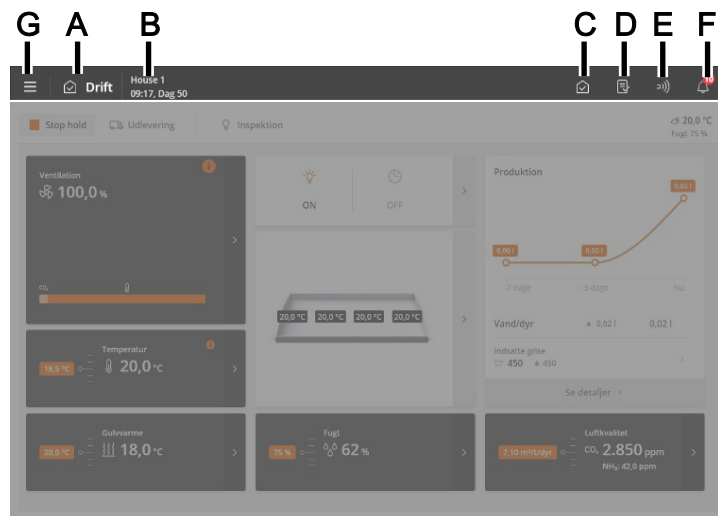 G A B C D E F
Drift
House 1
09:17, Dag 50
10
Stop hold Udlevering Inspektion
20,0 °C
Fugt 75 %
Ventilation
i
100,0 %
CO₂
ON OFF
Produktion
0,02 l
0,00 l 0,00 l
-7 dage -3 dage Nu
20,0 °C 20,0 °C 20,0 °C 20,0 °C
Vand/dyr 0,02 l 0,02 l
Indsatte grise
450 450
Se detaljer
Temperatur
i
18,5 °C 20,0 °C
Gulvvarme
20,0 °C 18,0 °C
Fugt
75 % 62 %
Luftkvalitet
7,10 m³/t/dyr CO₂ 2.850 ppm
NH₃: 42,0 ppm